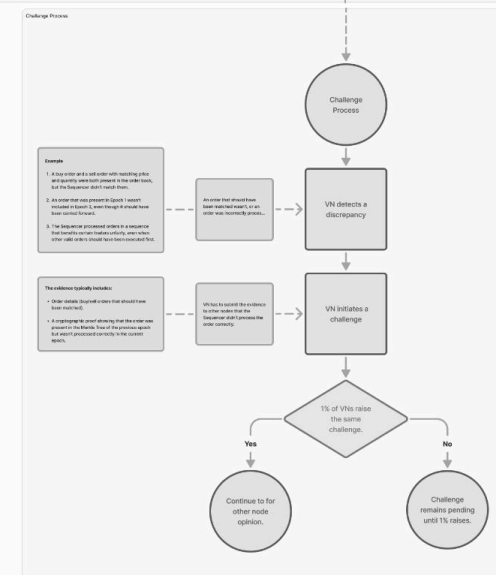 Challenge Process
Challenge
Process
Example
1. A buy order and a sell order with matching price
and quantity were both present in the order book,
but the Sequencer didn't match them.
2. An order that was present in Epoch 1 wasn't
included in Epoch 2, even though it should have
been carried forward.
3. The Sequencer processed orders in a sequence
that benefits certain traders unfairly, even when
other valid orders should have been executed first.
An order that should have
been matched wasn't, or an
order was incorrectly proces...
VN detects a
discrepancy
The evidence typically includes:
• Order details (buy/sell orders that should have
been matched).
• A cryptographic proof showing that the order was
present in the Merkle Tree of the previous epoch
but wasn't processed correctly in the current
epoch.
VN has to submit the evidence
to other nodes that the
Sequencer didn't process the
order correctly.
VN initiates a
challenge
1% of VNs raise
the same
challenge.
Yes
No
Continue to for
other node
opinion.
Challenge
remains pending
until 1% raises.